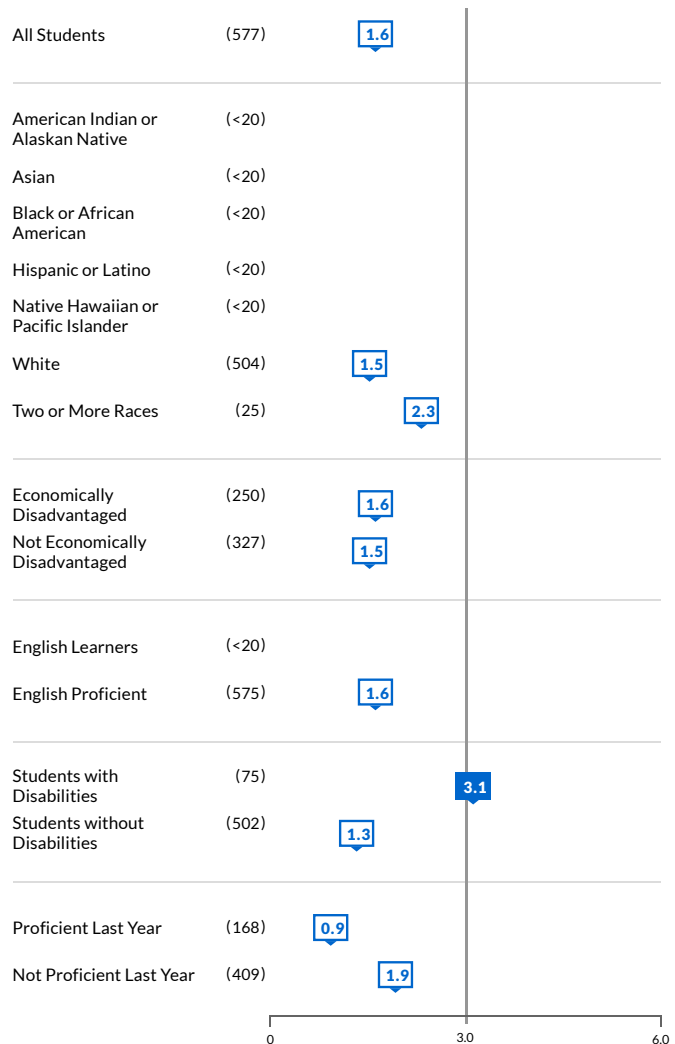 All Students (577) 1.6
American Indian or (<20)
Alaskan Native
Asian (<20)
Black or African (<20)
American
Hispanic or Latino (<20)
Native Hawaiian or (<20)
Pacific Islander
White (504) 1.5
Two or More Races (25) 2.3
Economically (250) 1.6
Disadvantaged
Not Economically (327) 1.5
Disadvantaged
English Learners (<20)
English Proficient (575) 1.6
Students with (75) 3.1
Disabilities
Students without (502) 1.3
Disabilities
Proficient Last Year (168) 0.9
Not Proficient Last Year (409) 1.9
0 3.0 6.0